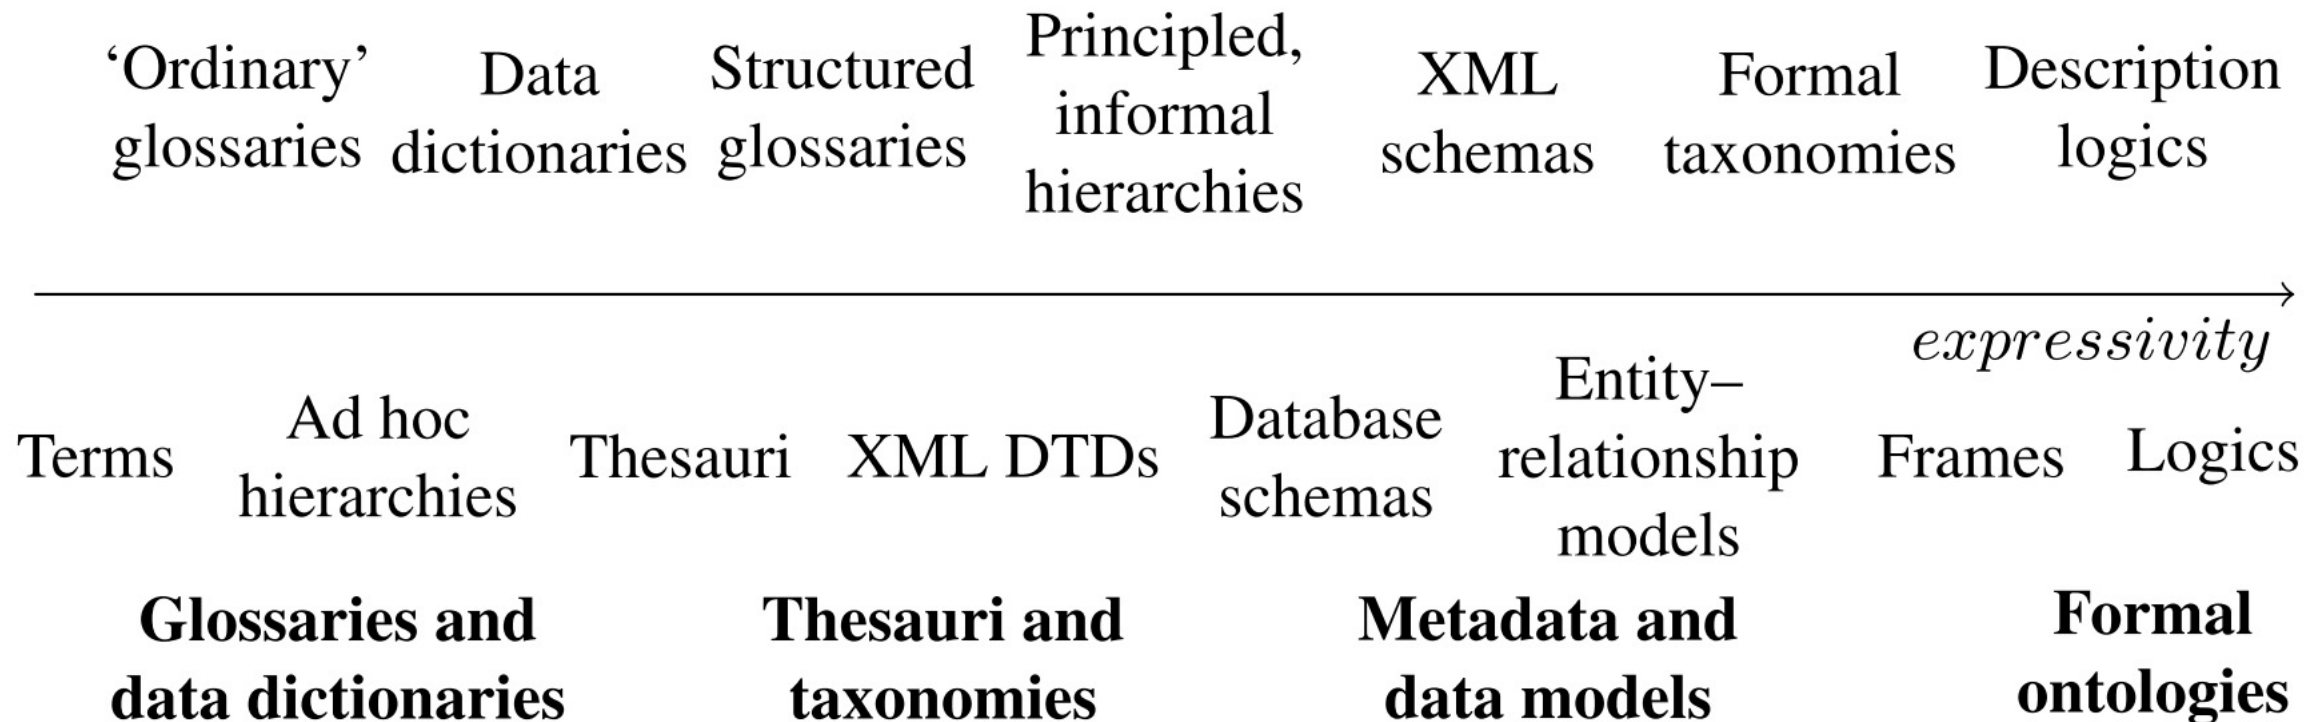 ‘Ordinary’
glossaries
Data
dictionaries
Structured
glossaries
Principled,
informal
hierarchies
XML
schemas
Formal
taxonomies
Description
logics
expressivity
Terms
Ad hoc
hierarchies
Thesauri
XML DTDs
Database
schemas
Entity–
relationship
models
Frames
Logics
Glossaries and
data dictionaries
Thesauri and
taxonomies
Metadata and
data models
Formal
ontologies